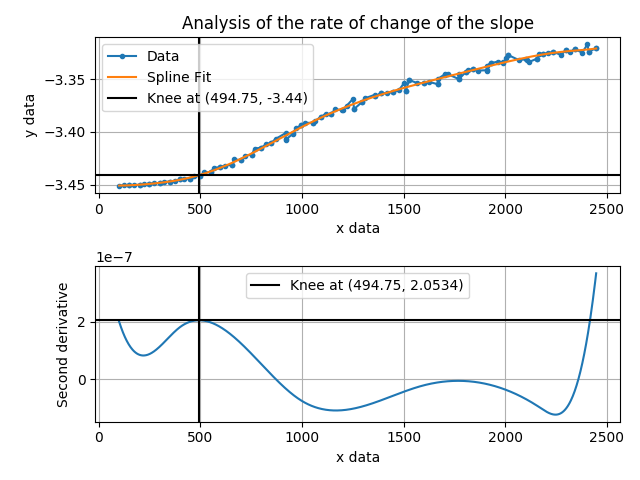 Analysis of the rate of change of the slope
Data
Spline Fit
Knee at (494.75, -3.44)
y data
−3.35
−3.40
−3.45
0 500 1000 1500 2000 2500
x data
1e−7
Knee at (494.75, 2.0534)
Second derivative
2
0
0 500 1000 1500 2000 2500
x data